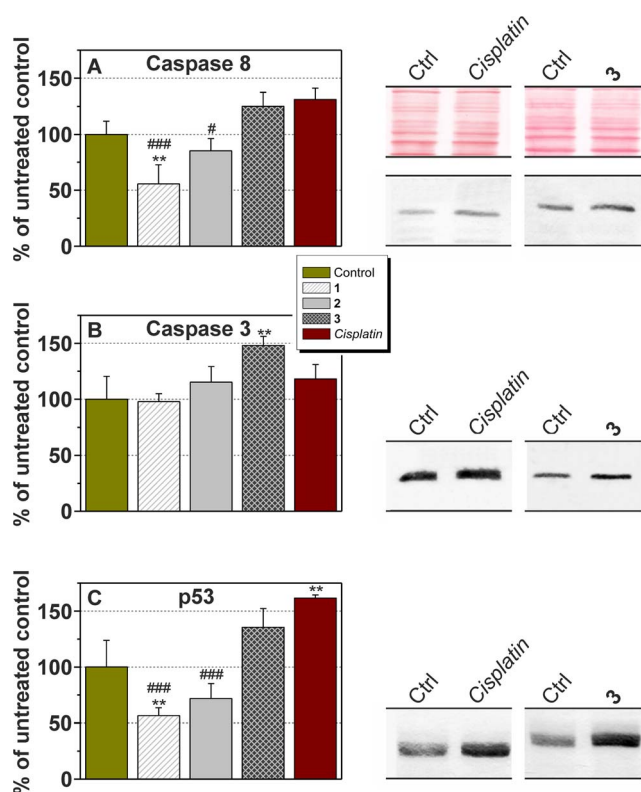 A
Caspase 8
% of untreated control
150
100
50
0
###
**
#
Ctrl
Cisplatin
Ctrl
3
Control
1
2
3
Cisplatin
B
Caspase 3
% of untreated control
150
100
50
0
**
Ctrl
Cisplatin
Ctrl
3
C
p53
% of untreated control
150
100
50
0
###
**
###
**
Ctrl
Cisplatin
Ctrl
3